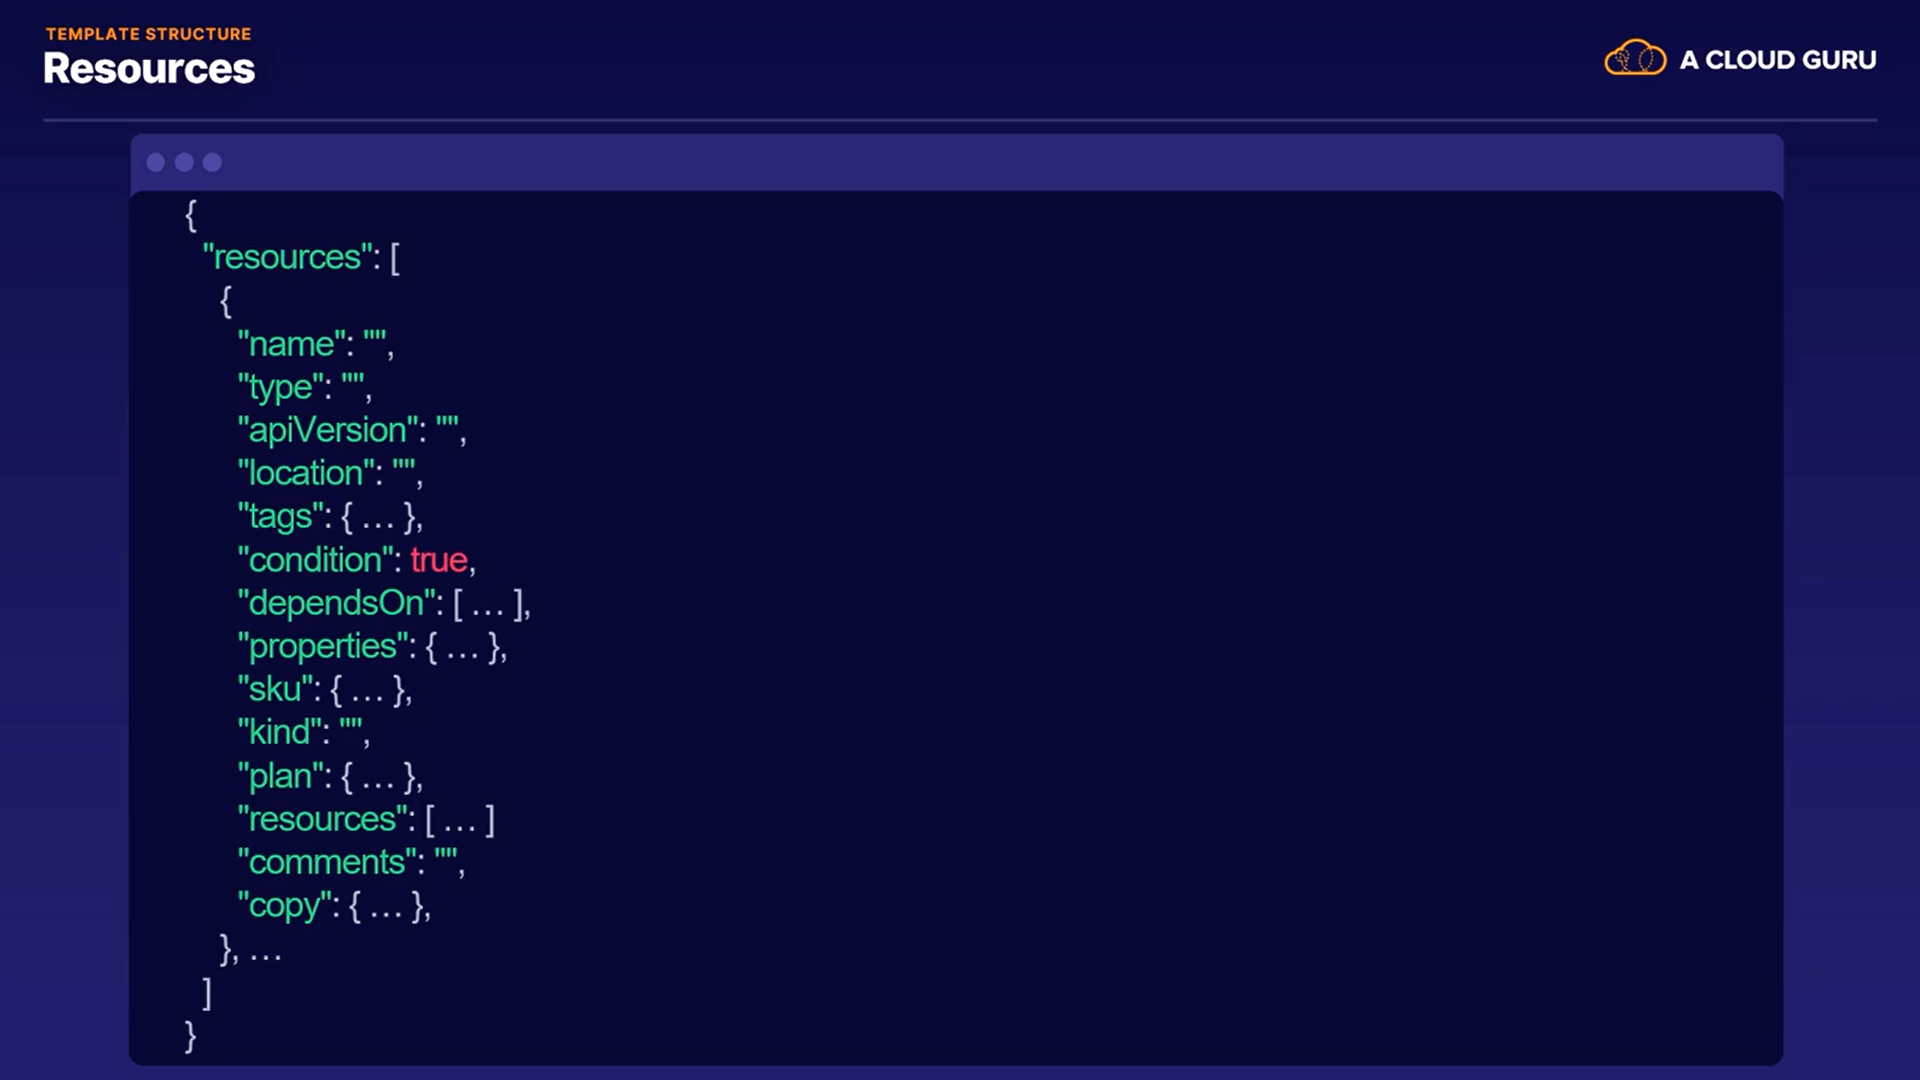 TEMPLATE STRUCTURE
Resources
A CLOUD GURU
{
"resources": [
{
"name": "",
"type": "",
"apiVersion": "",
"location": "",
"tags": { … },
"condition": true,
"dependsOn": [ … ],
"properties": { … },
"sku": { … },
"kind": "",
"plan": { … },
"resources": [ … ]
"comments": "",
"copy": { … },
}, …
]
}